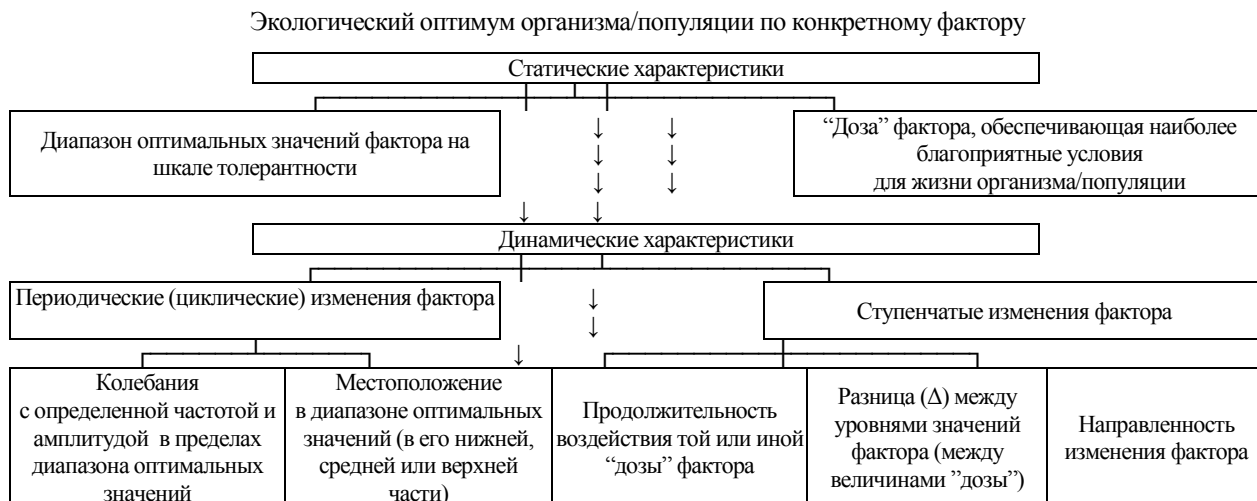 Экологический оптимум организма/популяции по конкретному фактору
Статические характеристики
Диапазон оптимальных значений фактора на
шкале толерантности
“Доза” фактора, обеспечивающая наиболее
благоприятные условия
для жизни организма/популяции
Динамические характеристики
Периодические (циклические) изменения фактора
Ступенчатые изменения фактора
Колебания
с определенной частотой и
амплитудой в пределах
диапазона оптимальных
значений
Местоположение
в диапазоне оптимальных
значений (в его нижней,
средней или верхней
части)
Продолжительность
воздействия той или иной
“дозы” фактора
Разница (Δ) между
уровнями значений
фактора (между
величинами ”дозы”)
Направленность
изменения фактора